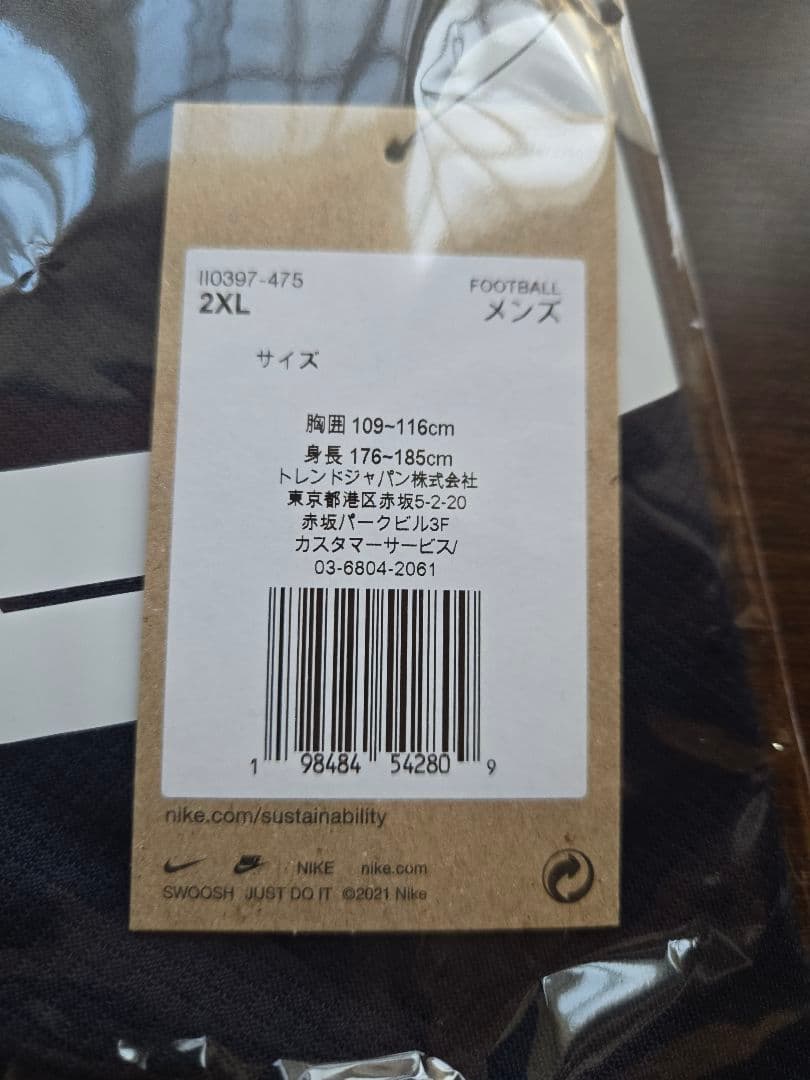 II0397-475
FOOTBALL
2XL
メンズ
サイズ
胸囲 109~116cm
身長 176~185cm
トレンドジャパン株式会社
東京都港区赤坂5-2-20
赤坂パークビル3F
カスタマーサービス/
03-6804-2061
1 98484 54280 9
nike.com/sustainability
NIKE nike.com
SWOOSH JUST DO IT ©2021 Nike